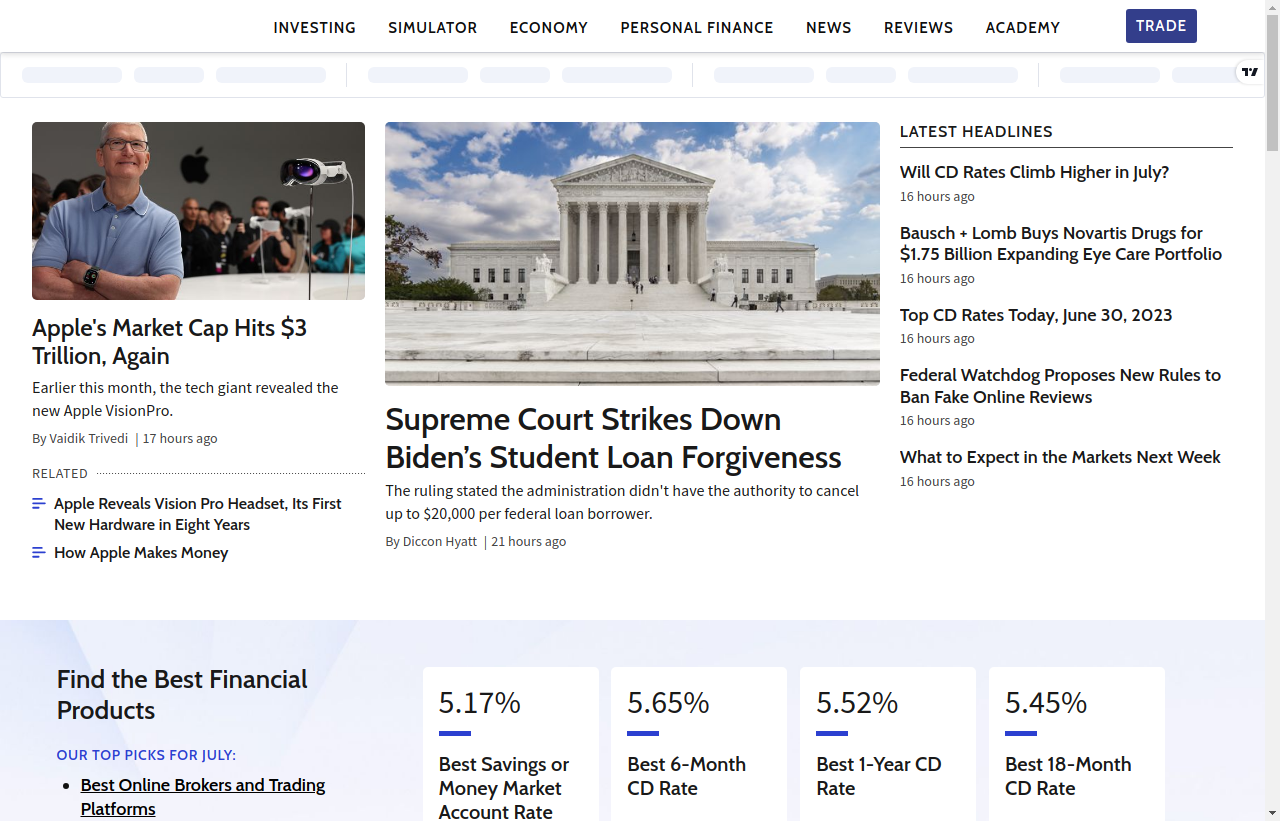 INVESTING SIMULATOR ECONOMY PERSONAL FINANCE NEWS REVIEWS ACADEMY TRADE
Apple's Market Cap Hits $3
Trillion, Again
Earlier this month, the tech giant revealed the
new Apple VisionPro.
By Vaidik Trivedi | 17 hours ago
RELATED
Apple Reveals Vision Pro Headset, Its First
New Hardware in Eight Years
How Apple Makes Money
Supreme Court Strikes Down
Biden’s Student Loan Forgiveness
The ruling stated the administration didn't have the authority to cancel
up to $20,000 per federal loan borrower.
By Diccon Hyatt | 21 hours ago
LATEST HEADLINES
Will CD Rates Climb Higher in July?
16 hours ago
Bausch + Lomb Buys Novartis Drugs for
$1.75 Billion Expanding Eye Care Portfolio
16 hours ago
Top CD Rates Today, June 30, 2023
16 hours ago
Federal Watchdog Proposes New Rules to
Ban Fake Online Reviews
16 hours ago
What to Expect in the Markets Next Week
16 hours ago
Find the Best Financial
Products
OUR TOP PICKS FOR JULY:
Best Online Brokers and Trading
Platforms
5.17%
Best Savings or
Money Market
Account Rate
5.65%
Best 6-Month
CD Rate
5.52%
Best 1-Year CD
Rate
5.45%
Best 18-Month
CD Rate